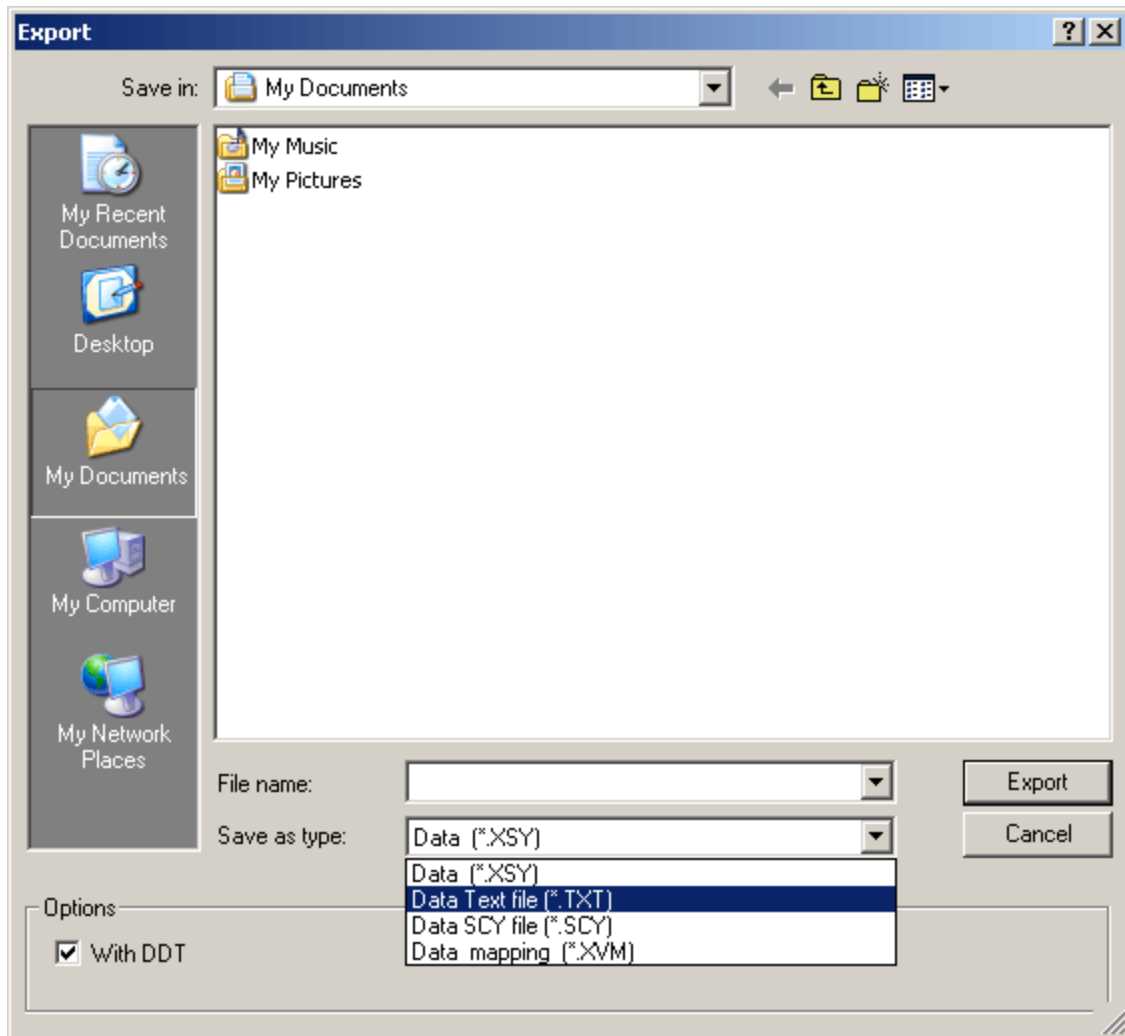 Export
Save in:
My Documents
My Recent
Documents
Desktop
My Documents
My Computer
My Network
Places
My Music
My Pictures
File name:
Export
Save as type:
Data (*.XSY)
Cancel
Data (*.XSY)
Data Text file (*.TXT)
Data SCY file (*.SCY)
Data mapping (*.XVM)
Options
With DDT